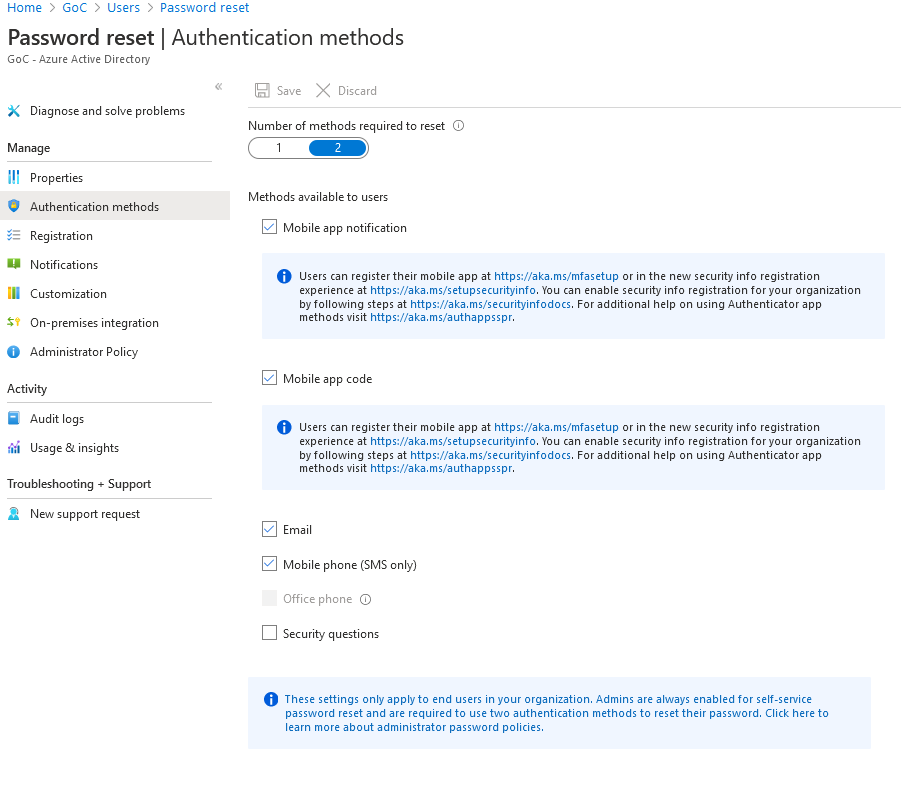 Home > GoC > Users > Password reset
Password reset | Authentication methods
GoC - Azure Active Directory
«
Diagnose and solve problems
Manage
Properties
Authentication methods
Registration
Notifications
Customization
On-premises integration
Administrator Policy
Activity
Audit logs
Usage & insights
Troubleshooting + Support
New support request
Save Discard
Number of methods required to reset
1 2
Methods available to users
Mobile app notification
Users can register their mobile app at https://aka.ms/mfasetup or in the new security info registration
experience at https://aka.ms/setupsecurityinfo. You can enable security info registration for your organization
by following steps at https://aka.ms/securityinfodocs. For additional help on using Authenticator app
methods visit https://aka.ms/authappsspr.
Mobile app code
Users can register their mobile app at https://aka.ms/mfasetup or in the new security info registration
experience at https://aka.ms/setupsecurityinfo. You can enable security info registration for your organization
by following steps at https://aka.ms/securityinfodocs. For additional help on using Authenticator app
methods visit https://aka.ms/authappsspr.
Email
Mobile phone (SMS only)
Office phone
Security questions
These settings only apply to end users in your organization. Admins are always enabled for self-service
password reset and are required to use two authentication methods to reset their password. Click here to
learn more about administrator password policies.